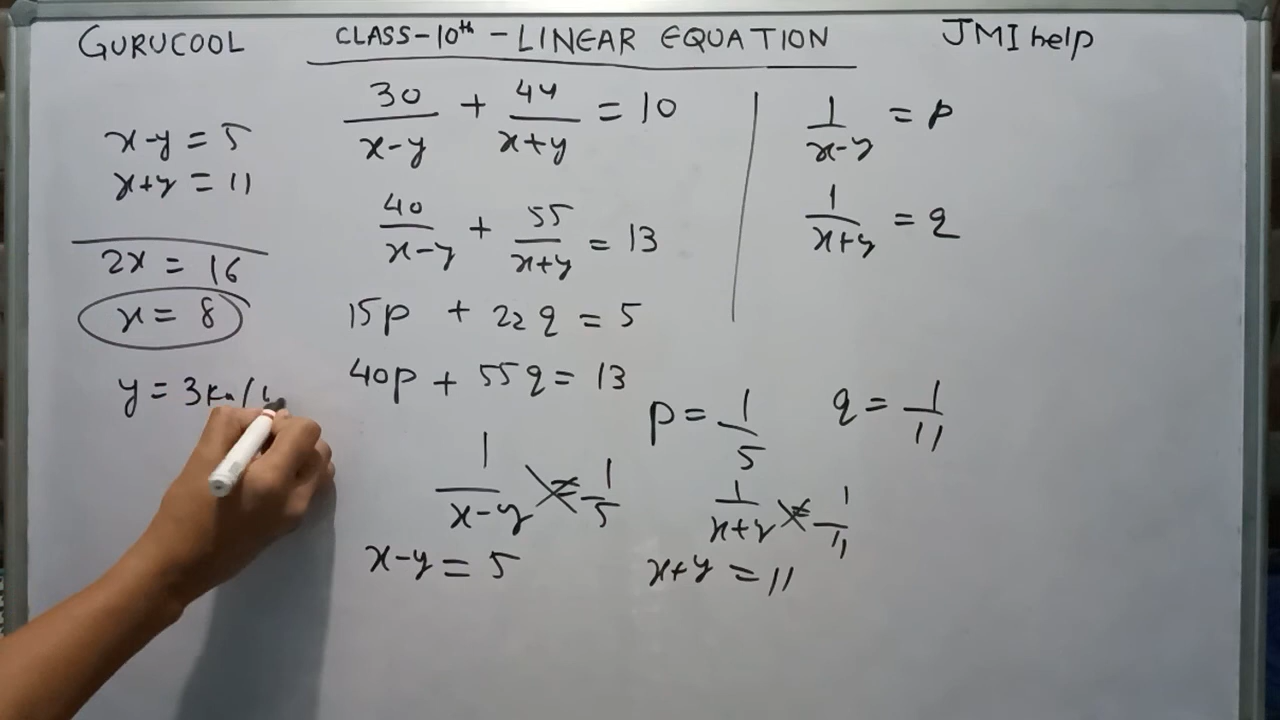 GURUCOOL CLASS-10th - LINEAR EQUATION JMI help
x-y = 5
x+y = 11
2x = 16
x = 8
y = 3 km/h
30/x-y + 44/x+y = 10
40/x-y + 55/x+y = 13
15p + 22q = 5
40p + 55q = 13
1/x-y = p
1/x+y = q
p = 1/5 q = 1/11
1/x-y = 1/5 1/x+y = 1/11
x-y = 5 x+y = 11